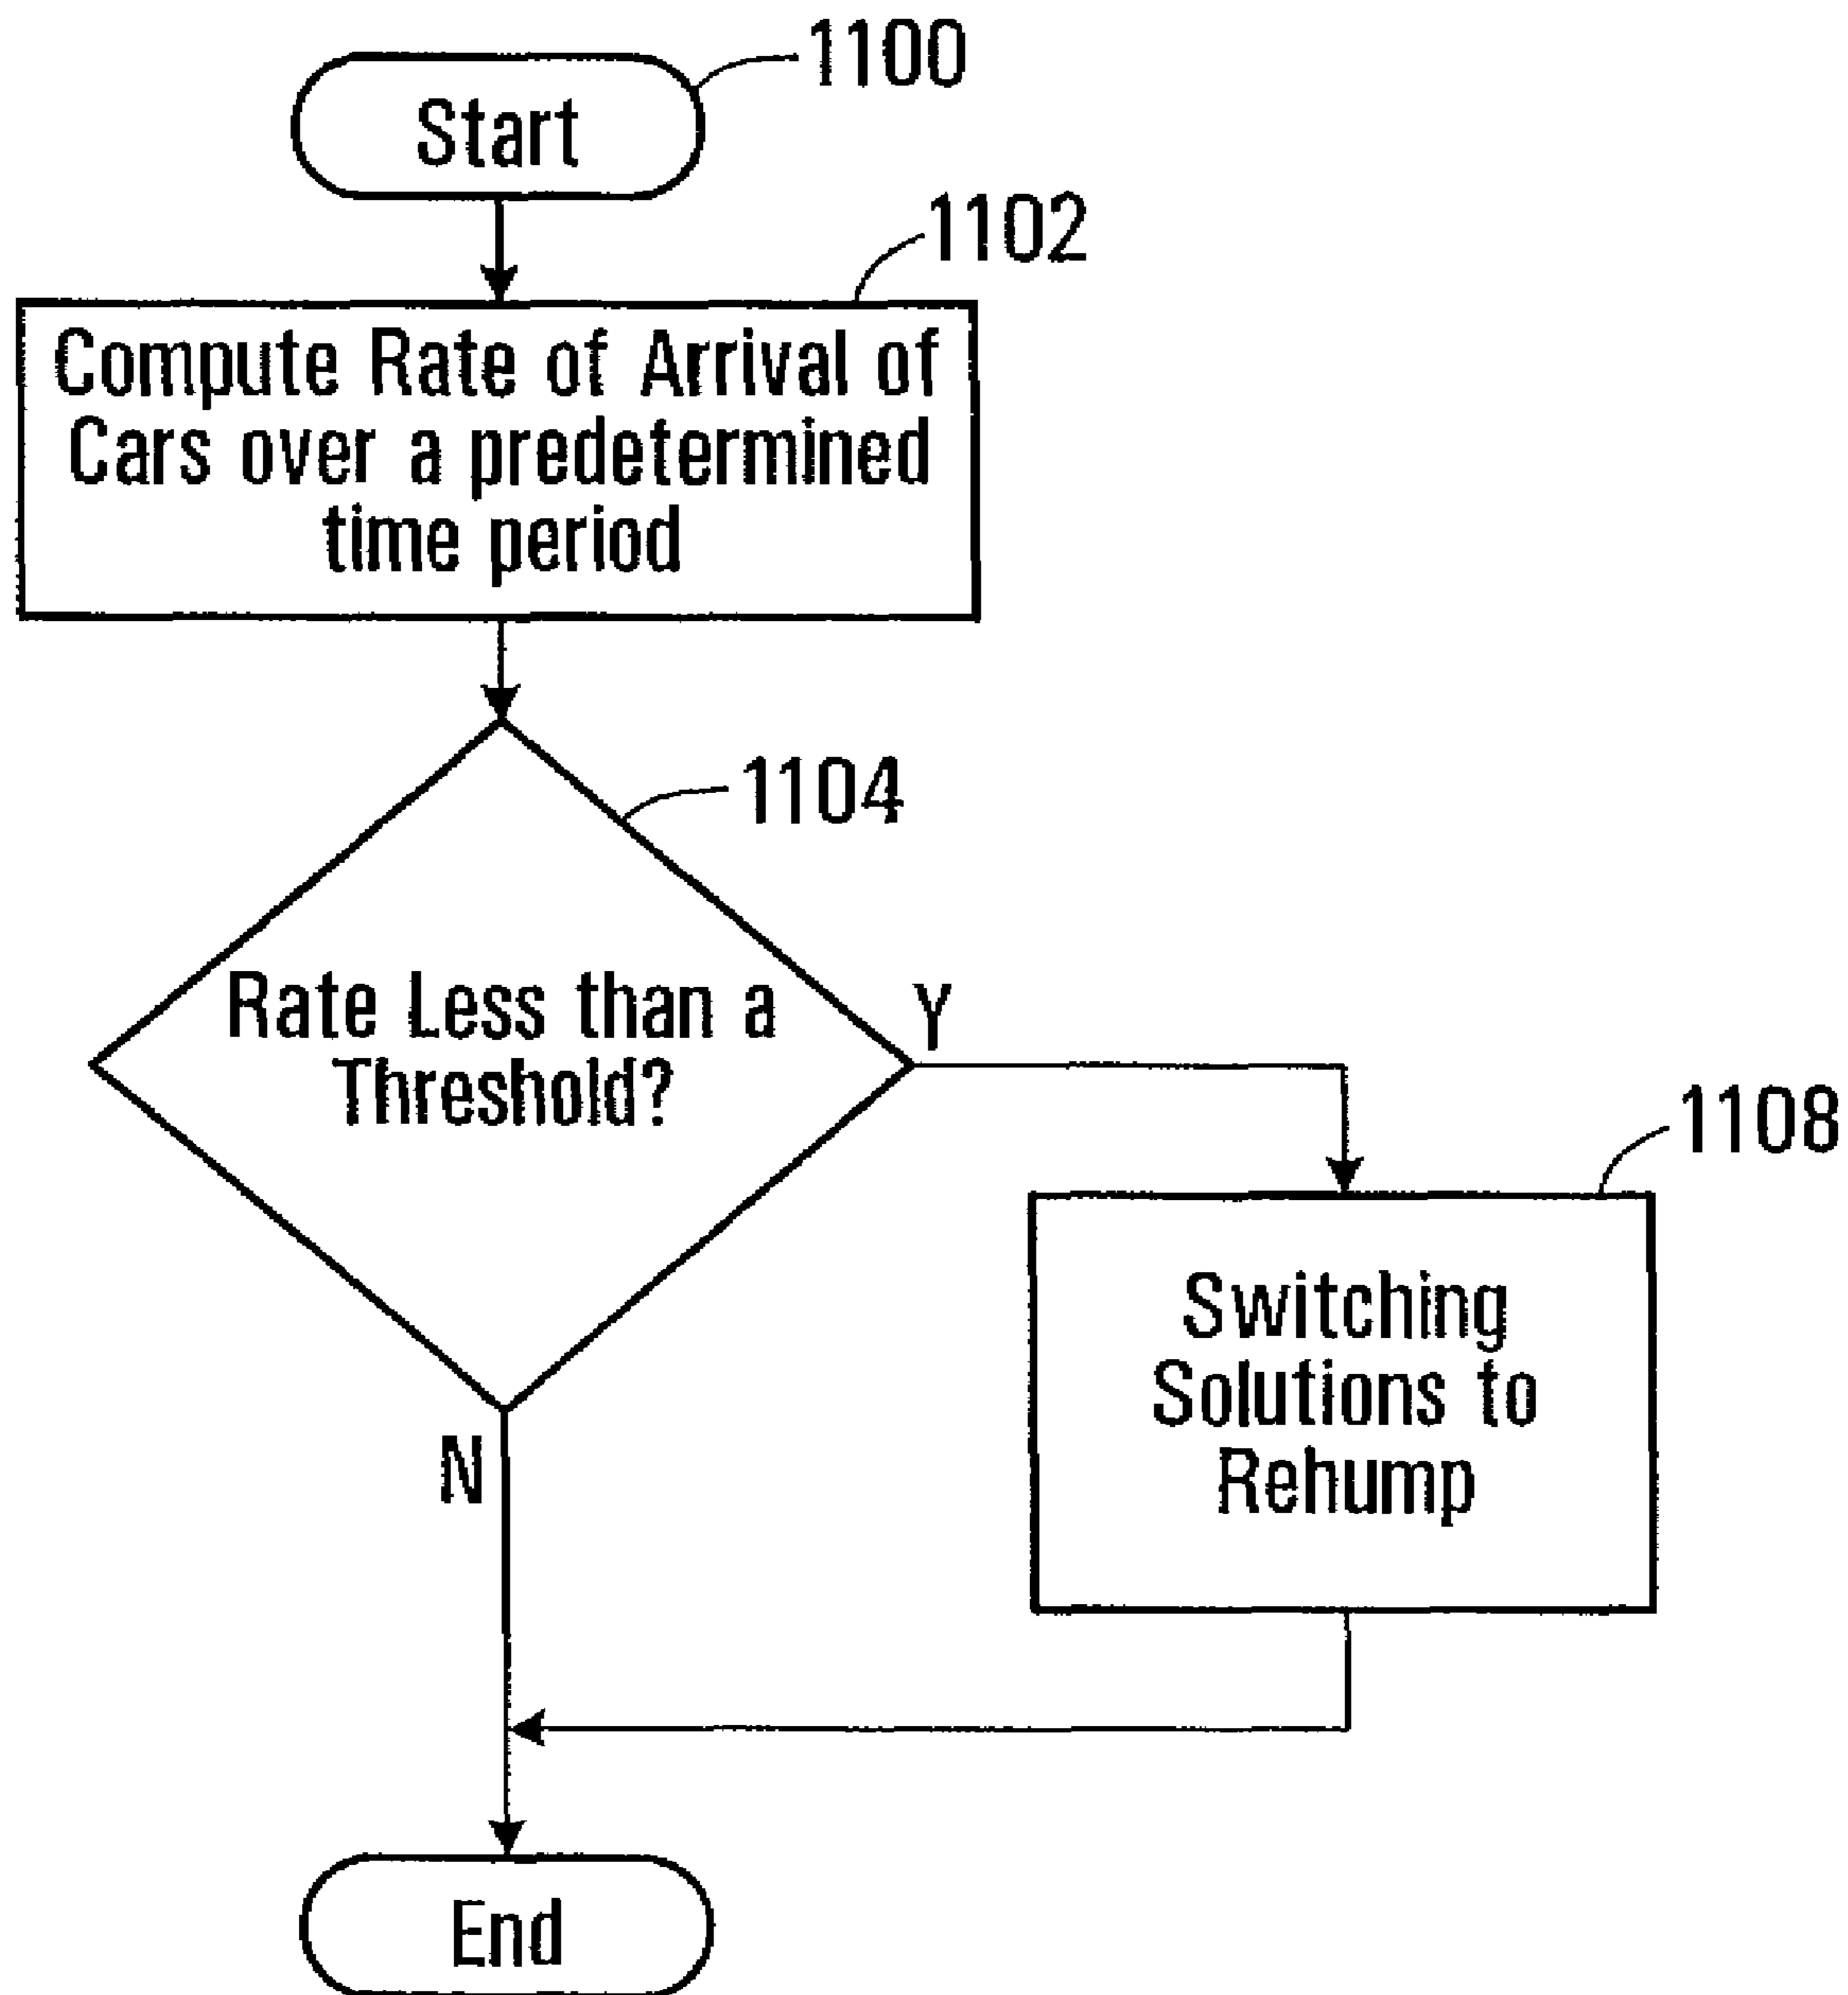 1100
Start
1102
Compute Rate of Arrival of
Cars over a predetermined
time period
1104
Rate Less than a
Threshold?
Y
N
1108
Switching
Solutions to
Rehump
End